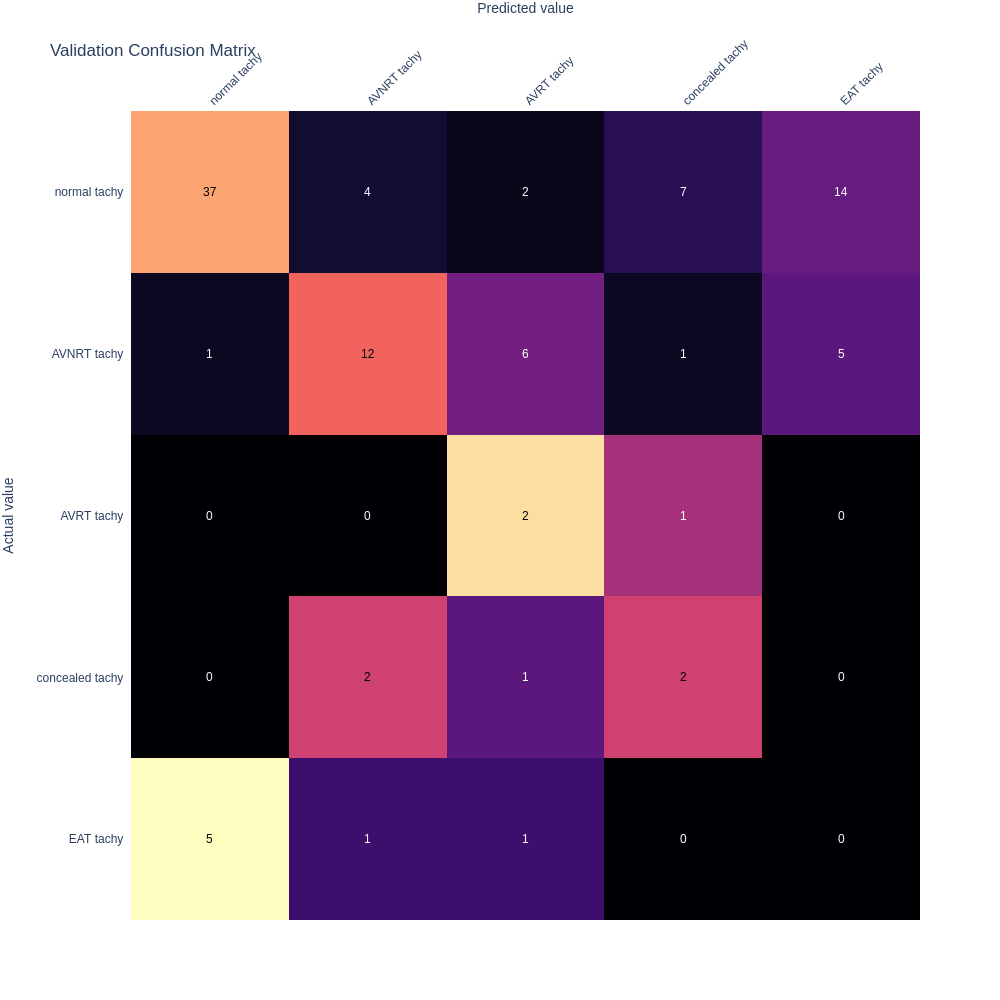 Predicted value
Validation Confusion Matrix
normal tachy
AVNRT tachy
AVRT tachy
concealed tachy
EAT tachy
normal tachy 37 4 2 7 14
AVNRT tachy 1 12 6 1 5
AVRT tachy 0 0 2 1 0
concealed tachy 0 2 1 2 0
EAT tachy 5 1 1 0 0
Actual value